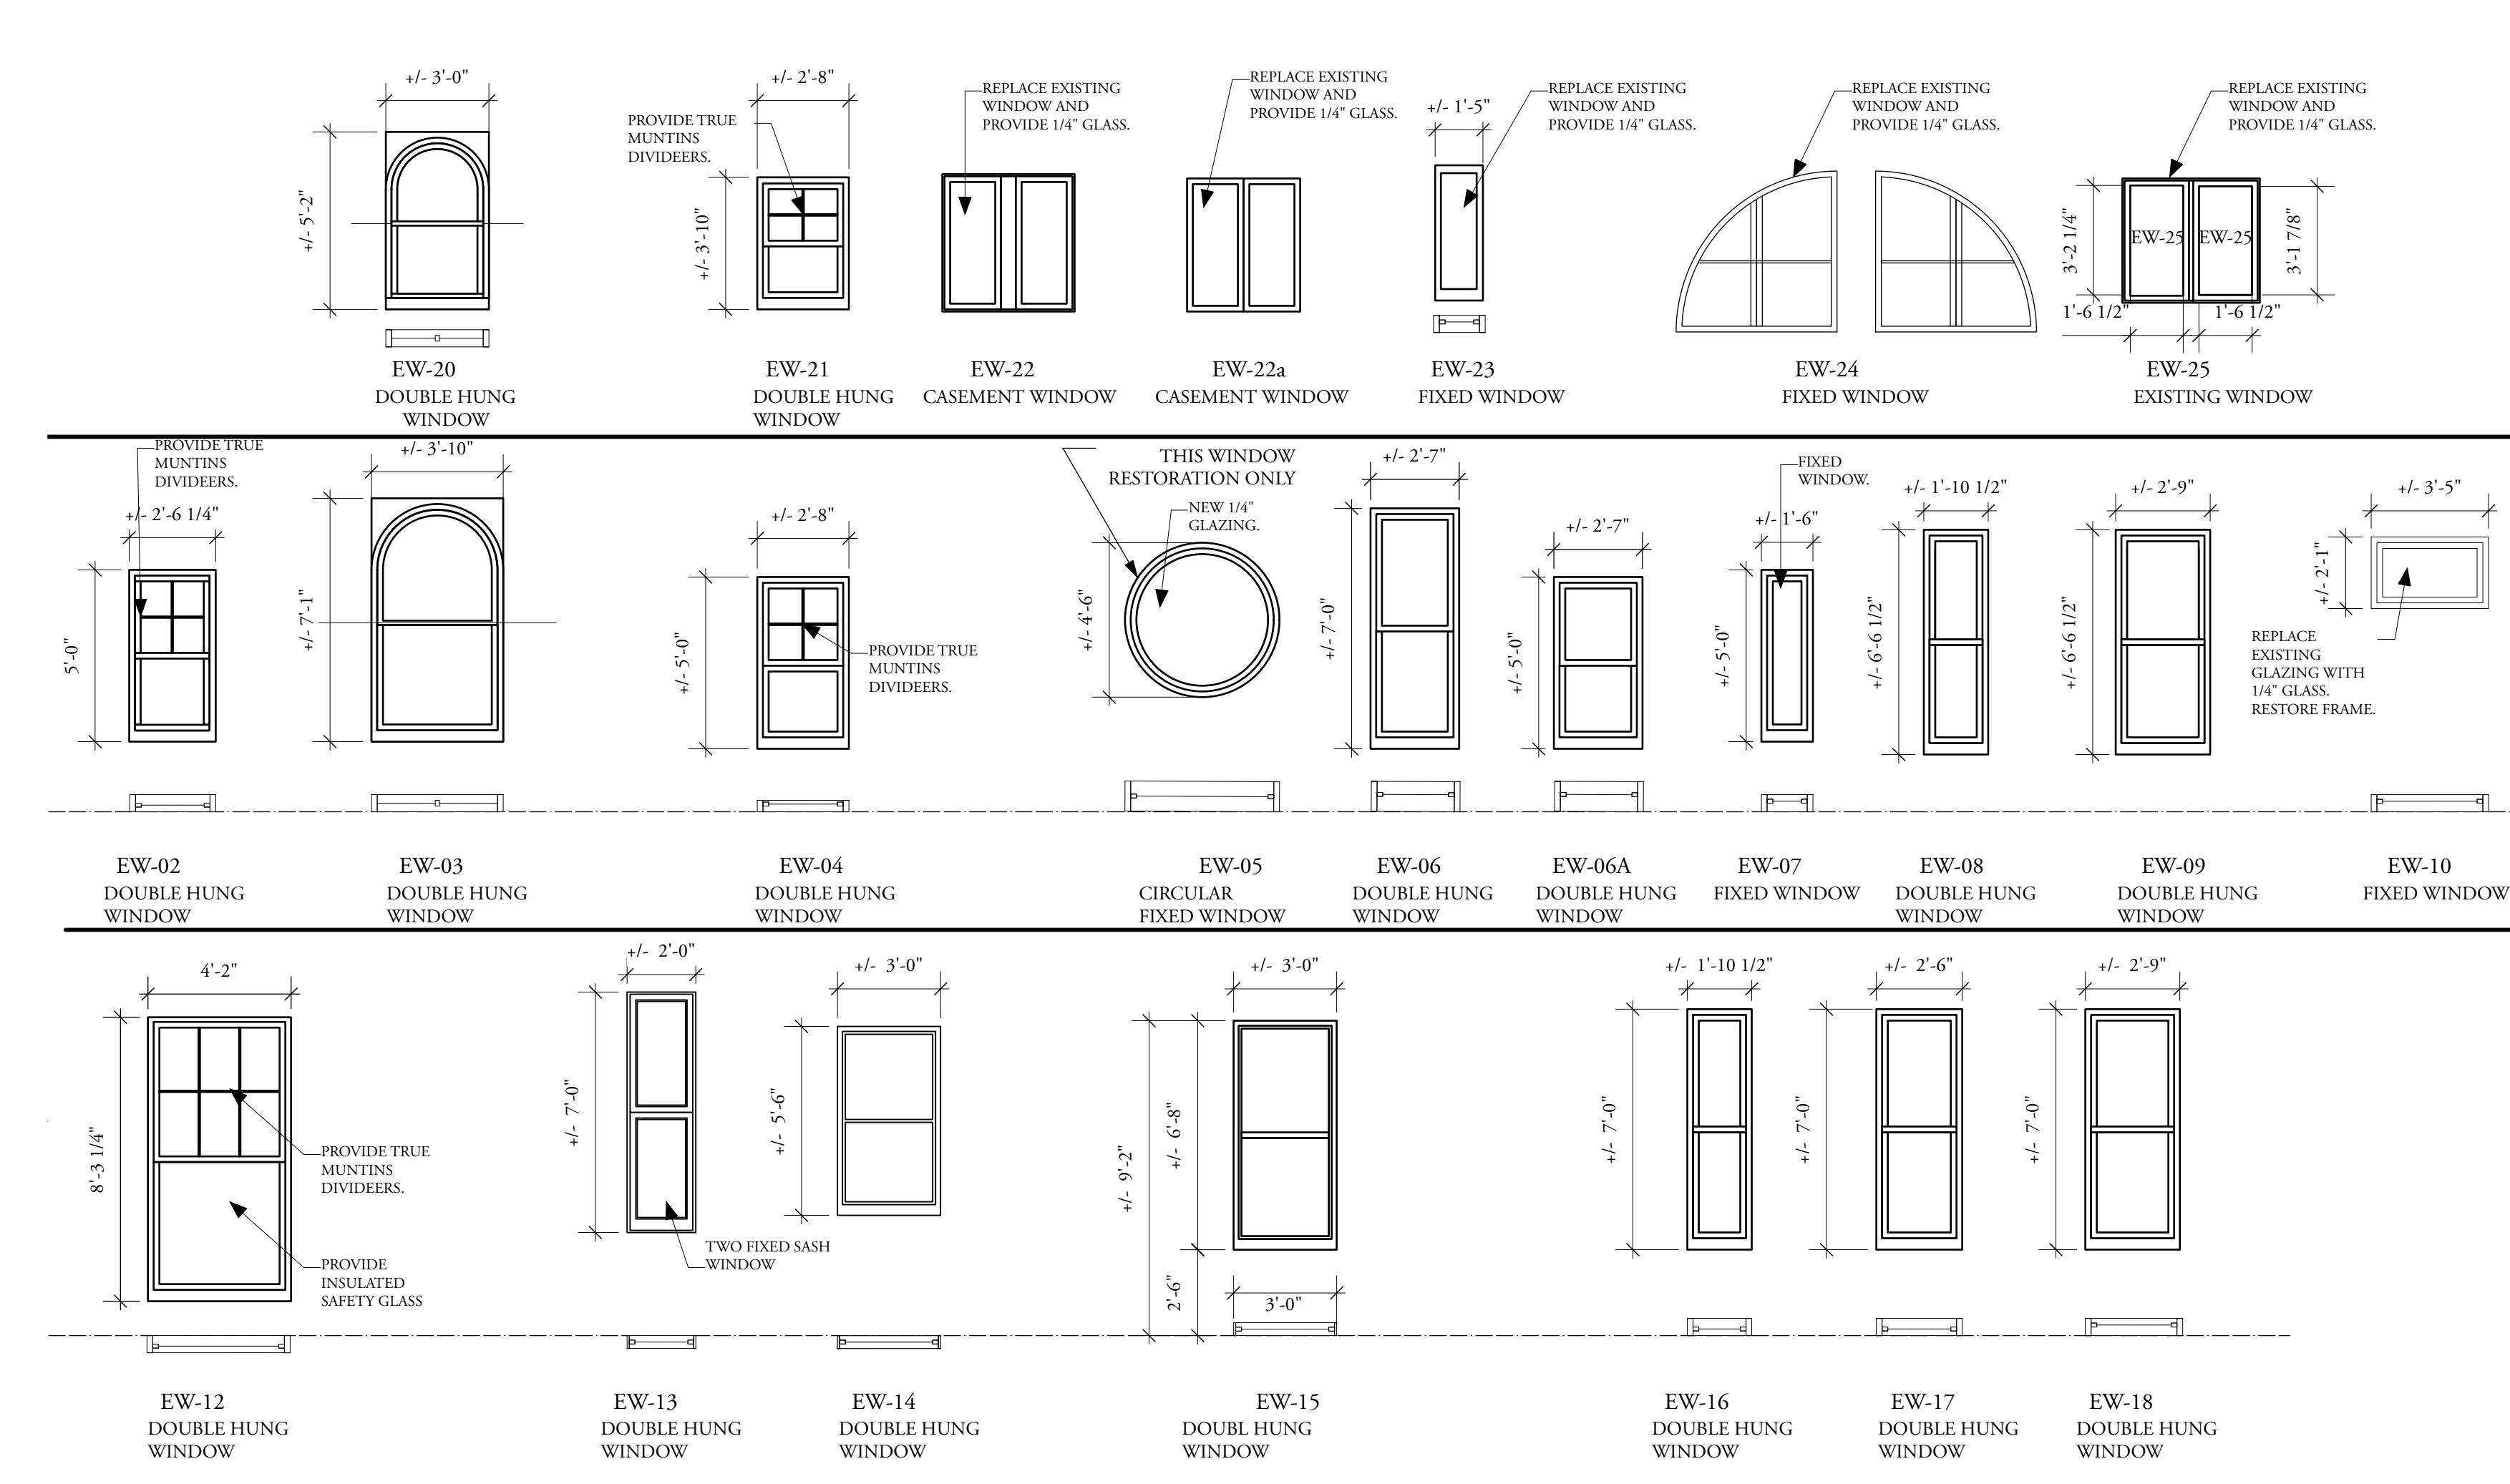 +/- 3'-0"
+/- 5'-2"
EW-20
DOUBLE HUNG
WINDOW
+/- 2'-8"
PROVIDE TRUE
MUNTINS
DIVIDEERS.
+/- 3'-10"
EW-21
DOUBLE HUNG
WINDOW
REPLACE EXISTING
WINDOW AND
PROVIDE 1/4" GLASS.
EW-22
CASEMENT WINDOW
REPLACE EXISTING
WINDOW AND
PROVIDE 1/4" GLASS.
EW-22a
CASEMENT WINDOW
+/- 1'-5"
REPLACE EXISTING
WINDOW AND
PROVIDE 1/4" GLASS.
EW-23
FIXED WINDOW
REPLACE EXISTING
WINDOW AND
PROVIDE 1/4" GLASS.
EW-24
FIXED WINDOW
REPLACE EXISTING
WINDOW AND
PROVIDE 1/4" GLASS.
3'-2 1/4"
EW-25
EW-25
3'-1 7/8"
1'-6 1/2"
1'-6 1/2"
EW-25
EXISTING WINDOW
PROVIDE TRUE
MUNTINS
DIVIDEERS.
+/- 2'-6 1/4"
5'-0"
EW-02
DOUBLE HUNG
WINDOW
+/- 3'-10"
+/- 7'-1"
EW-03
DOUBLE HUNG
WINDOW
+/- 2'-8"
+/- 5'-0"
PROVIDE TRUE
MUNTINS
DIVIDEERS.
EW-04
DOUBLE HUNG
WINDOW
THIS WINDOW
RESTORATION ONLY
NEW 1/4"
GLAZING.
+/- 4'-6"
EW-05
CIRCULAR
FIXED WINDOW
+/- 2'-7"
+/- 7'-0"
EW-06
DOUBLE HUNG
WINDOW
+/- 2'-7"
+/- 5'-0"
EW-06A
DOUBLE HUNG
WINDOW
FIXED
WINDOW.
+/- 1'-6"
+/- 5'-0"
EW-07
FIXED WINDOW
+/- 1'-10 1/2"
+/- 6'-6 1/2"
EW-08
DOUBLE HUNG
WINDOW
+/- 2'-9"
+/- 6'-6 1/2"
EW-09
DOUBLE HUNG
WINDOW
+/- 3'-5"
+/- 2'-1"
REPLACE
EXISTING
GLAZING WITH
1/4" GLASS.
RESTORE FRAME.
EW-10
FIXED WINDOW
4'-2"
8'-3 1/4"
PROVIDE TRUE
MUNTINS
DIVIDEERS.
PROVIDE
INSULATED
SAFETY GLASS
EW-12
DOUBLE HUNG
WINDOW
+/- 2'-0"
+/- 7'-0"
TWO FIXED SASH
WINDOW
EW-13
DOUBLE HUNG
WINDOW
+/- 3'-0"
+/- 5'-6"
EW-14
DOUBLE HUNG
WINDOW
+/- 3'-0"
+/- 9'-2"
+/- 6'-8"
2'-6"
3'-0"
EW-15
DOUBL HUNG
WINDOW
+/- 1'-10 1/2"
+/- 7'-0"
EW-16
DOUBLE HUNG
WINDOW
+/- 2'-6"
+/- 7'-0"
EW-17
DOUBLE HUNG
WINDOW
+/- 2'-9"
+/- 7'-0"
EW-18
DOUBLE HUNG
WINDOW